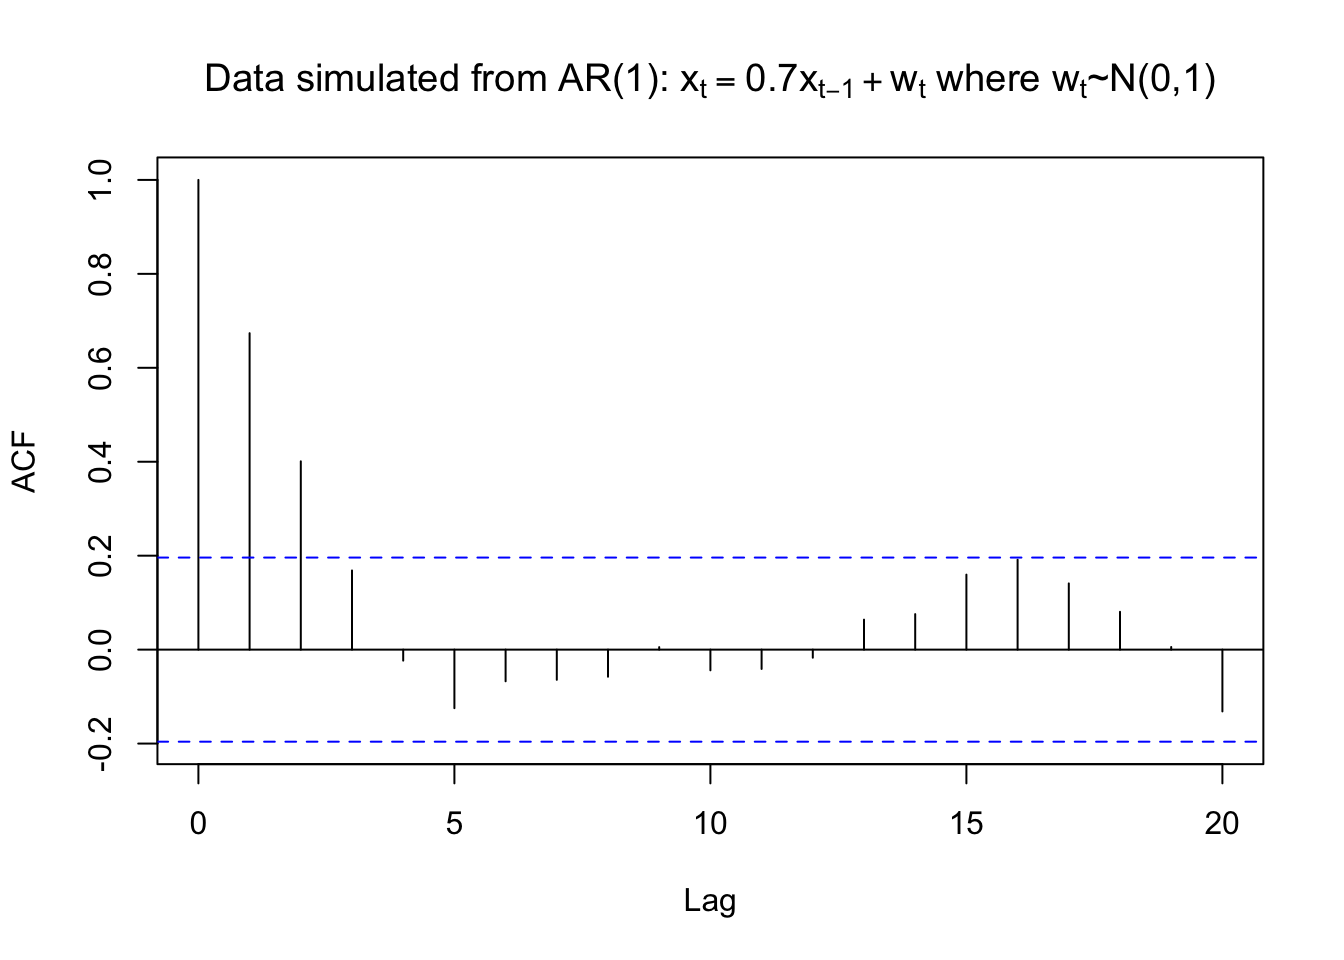 Data simulated from AR(1): xₜ = 0.7xₜ₋₁ + wₜ where wₜ~N(0,1)
1.0
0.8
0.6
0.4
0.2
0.0
-0.2
ACF
0 5 10 15 20
Lag